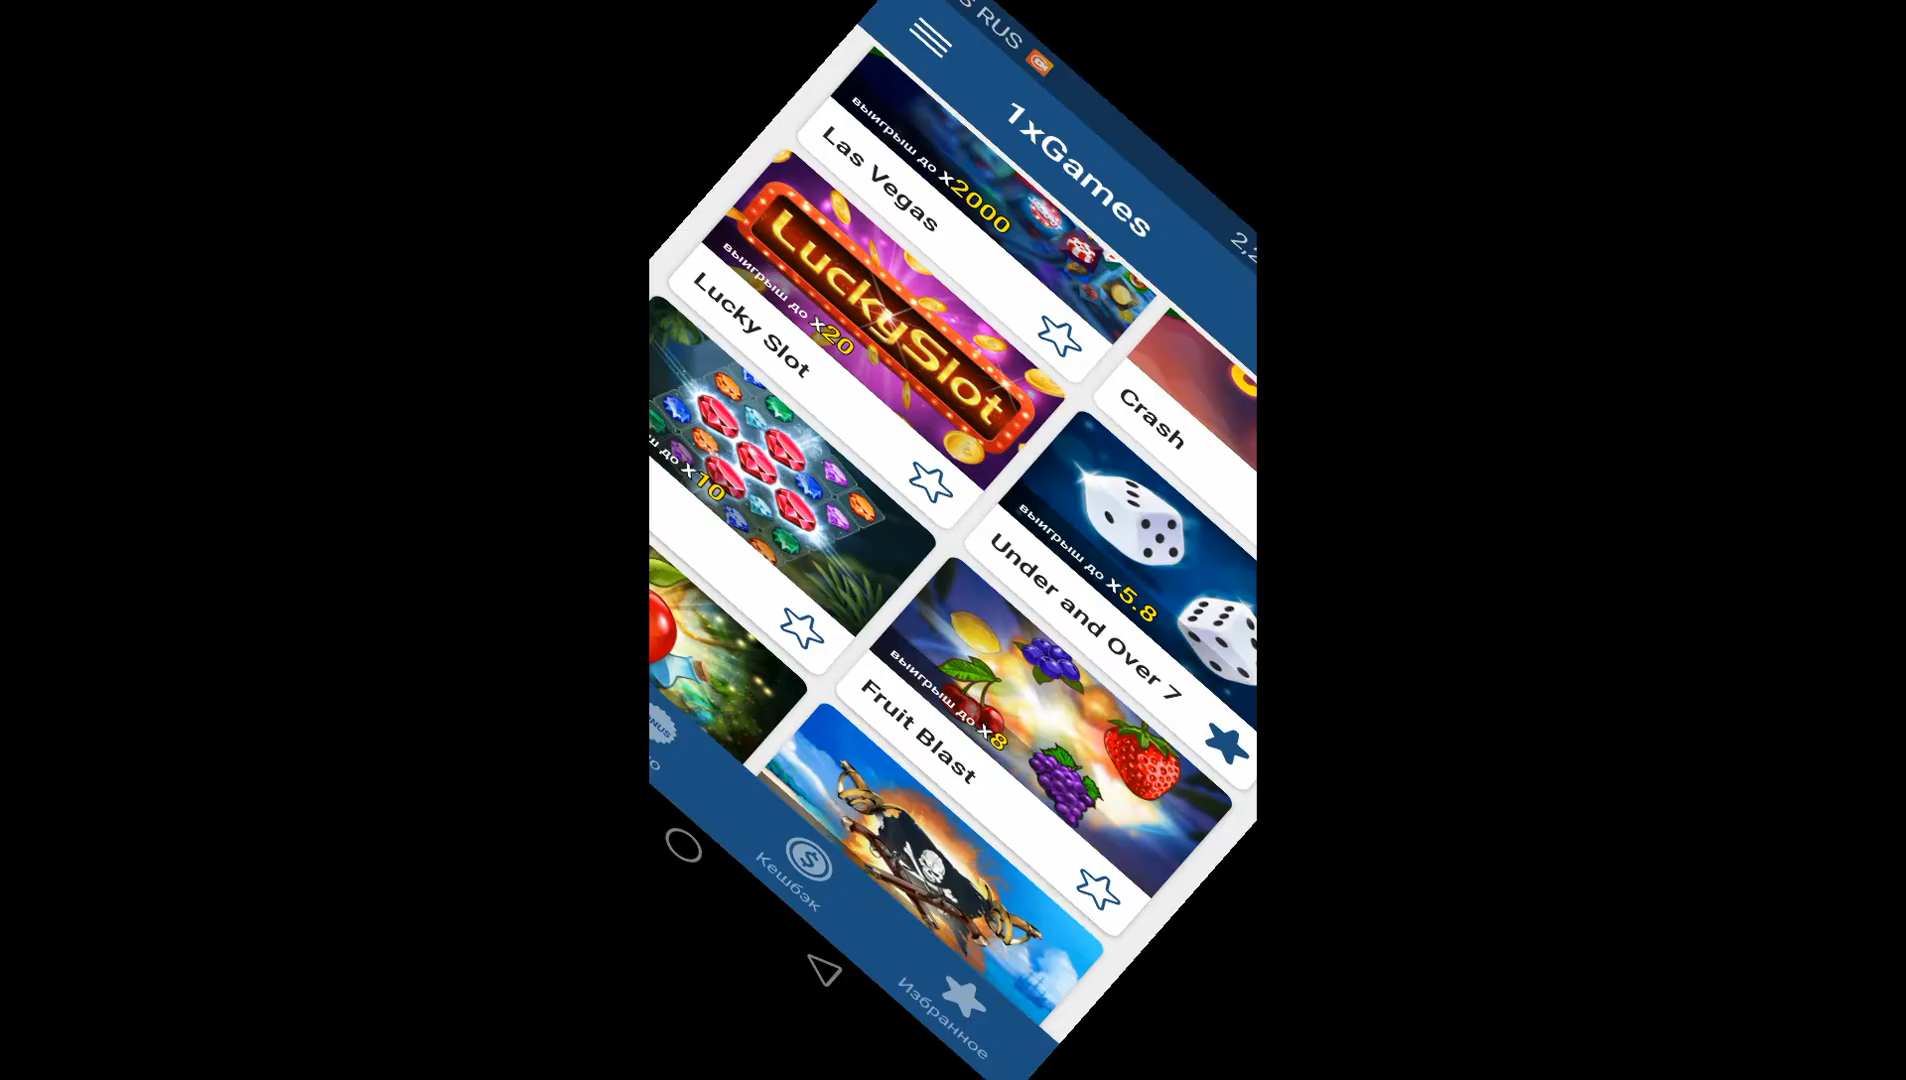 RUS
1xGames
выигрыш до x2000
Las Vegas
LuckySlot
выигрыш до x20
Lucky Slot
Crash
до x10
выигрыш до x5.8
Under and Over 7
выигрыш до x8
Fruit Blast
Кешбэк
Избранное